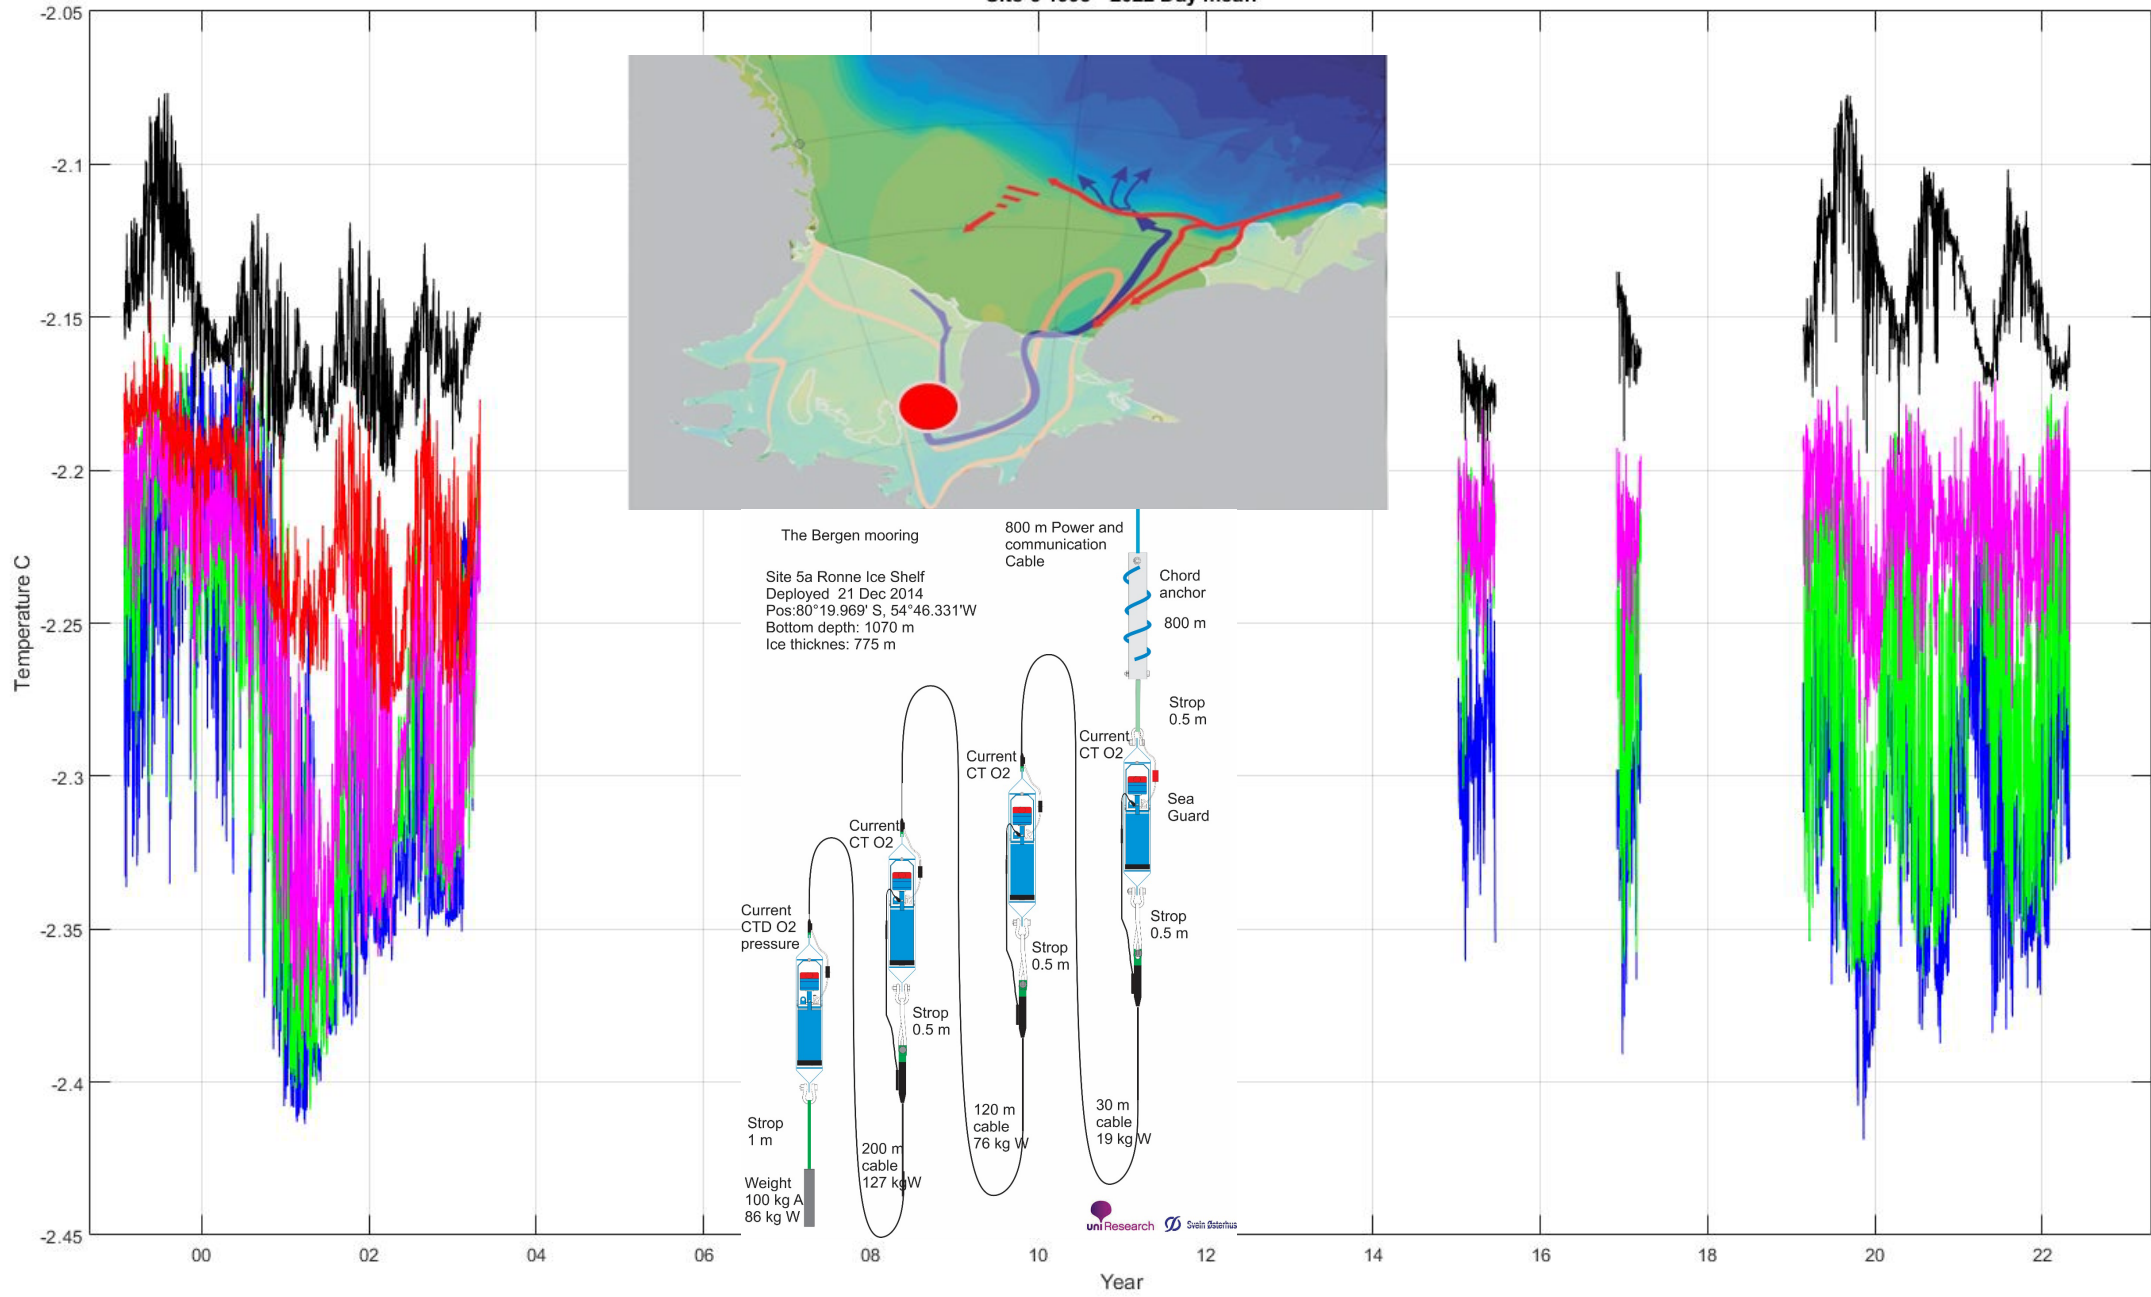 -2.05
-2.1
-2.15
-2.2
-2.25
-2.3
-2.35
-2.4
-2.45
Temperature C
00
02
04
06
08
10
12
14
16
18
20
22
Year
The Bergen mooring
Site 5a Ronne Ice Shelf
Deployed 21 Dec 2014
Pos:80°19.969' S, 54°46.331'W
Bottom depth: 1070 m
Ice thicknes: 775 m
800 m Power and
communication
Cable
Chord
anchor
800 m
Strop
0.5 m
Current
CT O2
Sea
Guard
Strop
0.5 m
Current
CT O2
Strop
0.5 m
Current
CT O2
Strop
0.5 m
Current
CTD O2
pressure
Strop
1 m
Weight
100 kg A
86 kg W
200 m
cable
127 kgW
120 m
cable
76 kg W
30 m
cable
19 kg W
uni Research
Svein Østerhus